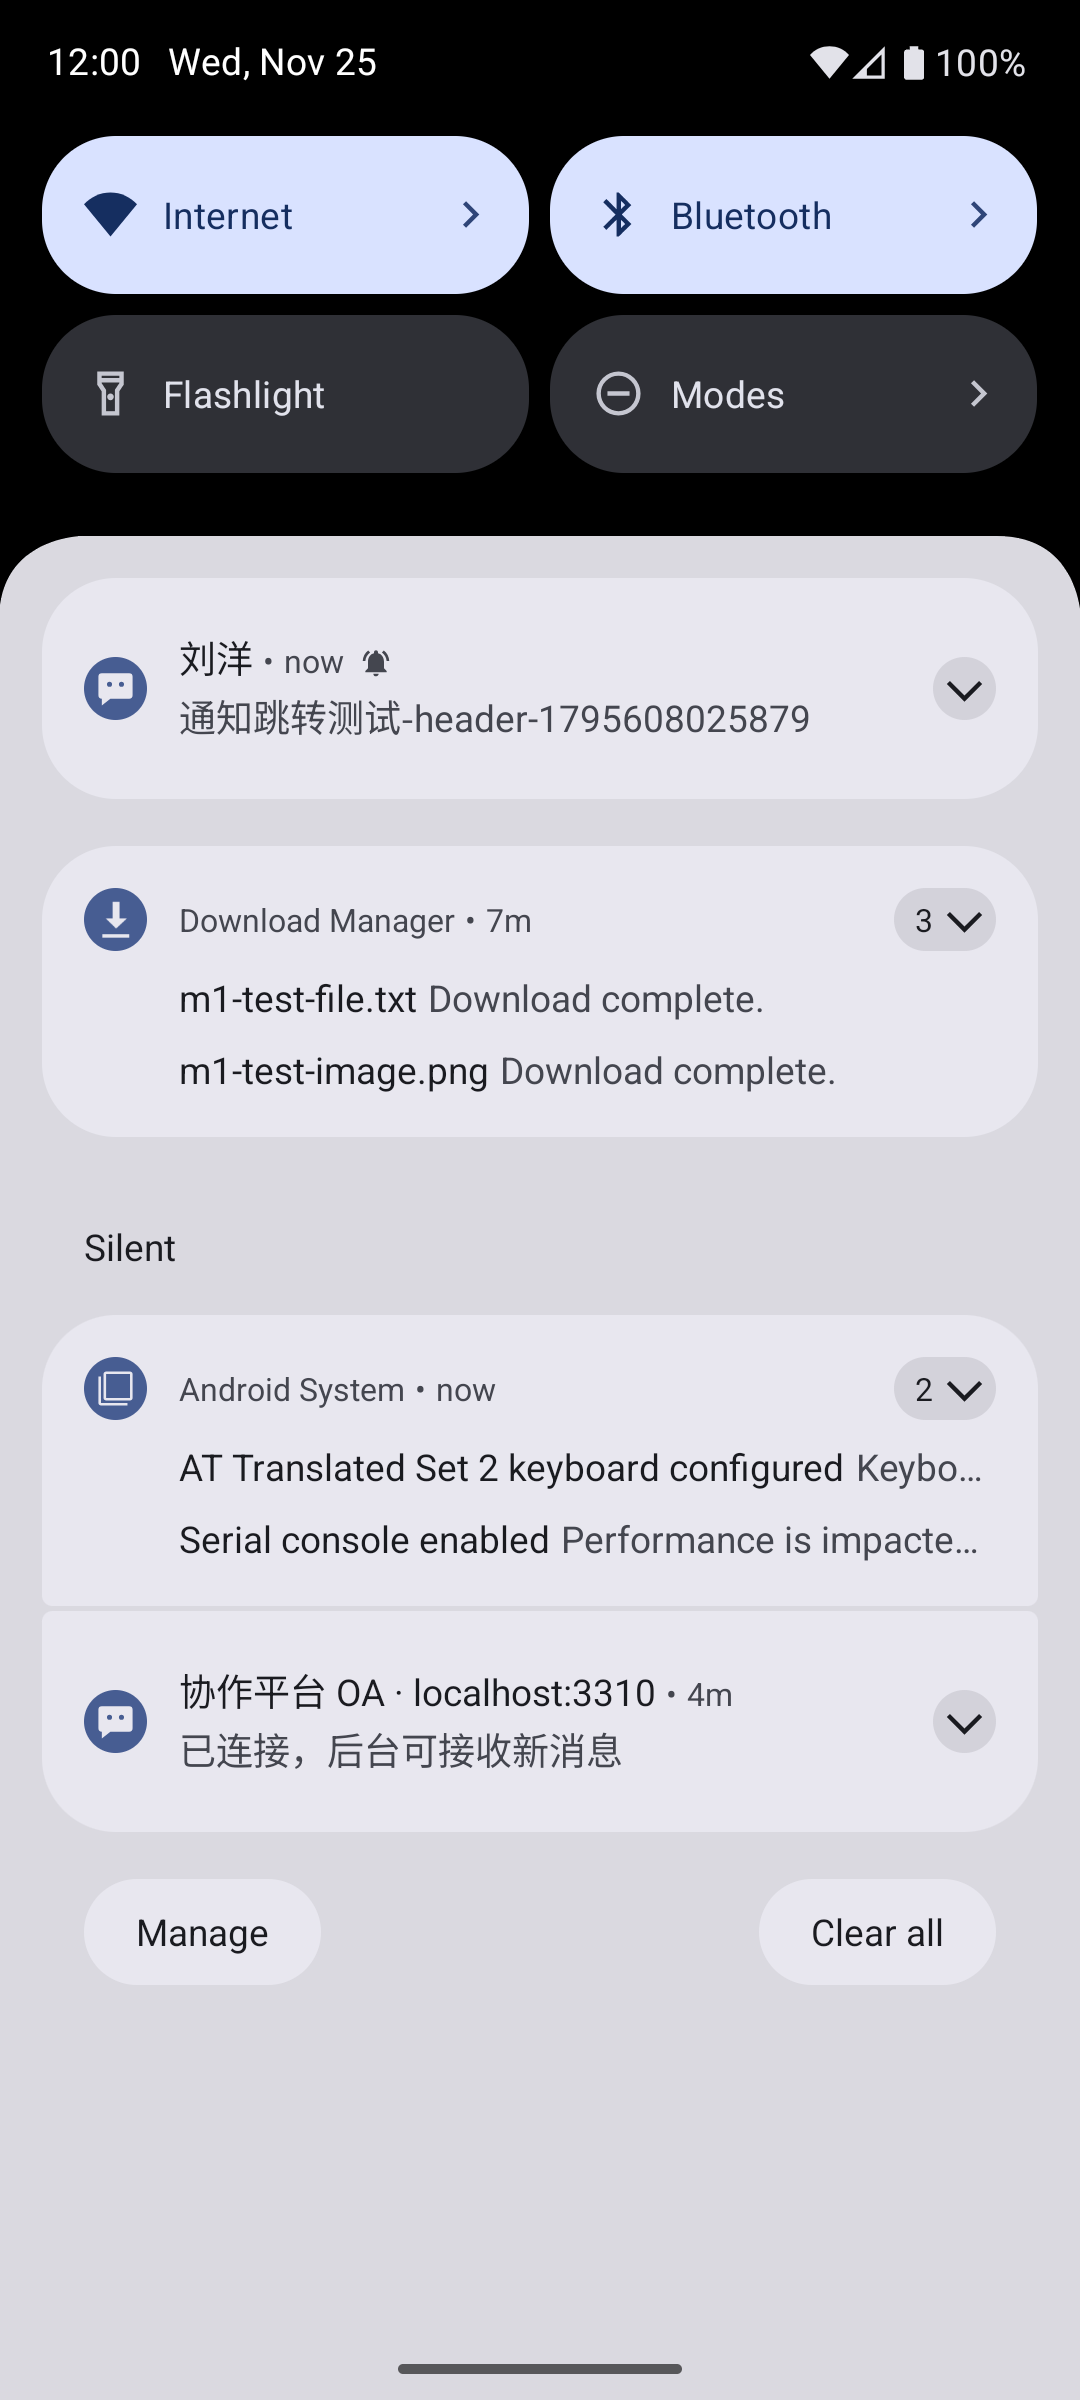 12:00 Wed, Nov 25 100%
Internet
Bluetooth
Flashlight
Modes
刘洋 • now
通知跳转测试-header-1795608025879
Download Manager • 7m 3
m1-test-file.txt Download complete.
m1-test-image.png Download complete.
Silent
Android System • now 2
AT Translated Set 2 keyboard configured Keybo…
Serial console enabled Performance is impacte…
协作平台 OA · localhost:3310 • 4m
已连接，后台可接收新消息
Manage
Clear all